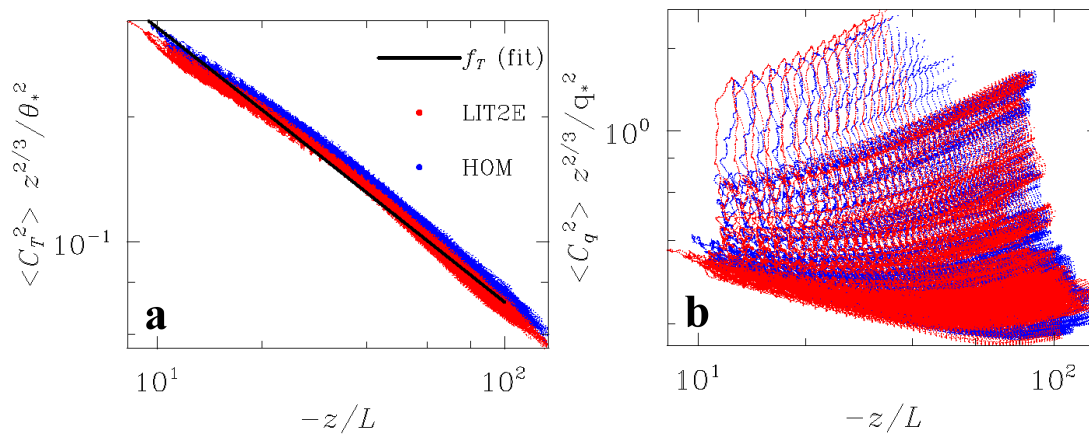 <C_T^2> z^{2/3}/θ_*^2
10^{-1}
f_T (fit)
LIT2E
HOM
a
10^1
10^2
-z/L
<C_q^2> z^{2/3}/q_*^2
10^0
b
10^1
10^2
-z/L